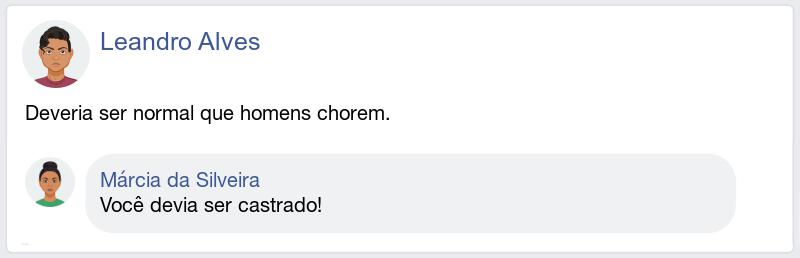 Leandro Alves
Deveria ser normal que homens chorem.
Márcia da Silveira
Você devia ser castrado!